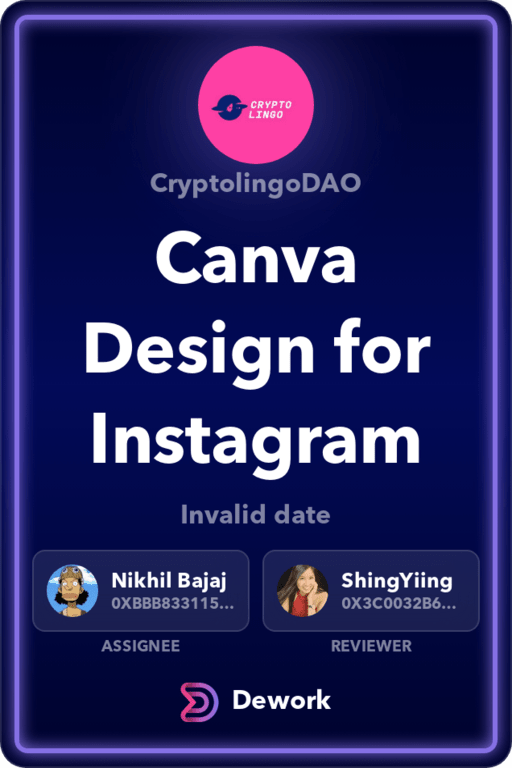 CRYPTO
LINGO
CryptolingoDAO
Canva
Design for
Instagram
Invalid date
Nikhil Bajaj
0XBBB833115...
ShingYiing
0X3C0032B6...
ASSIGNEE
REVIEWER
Dework